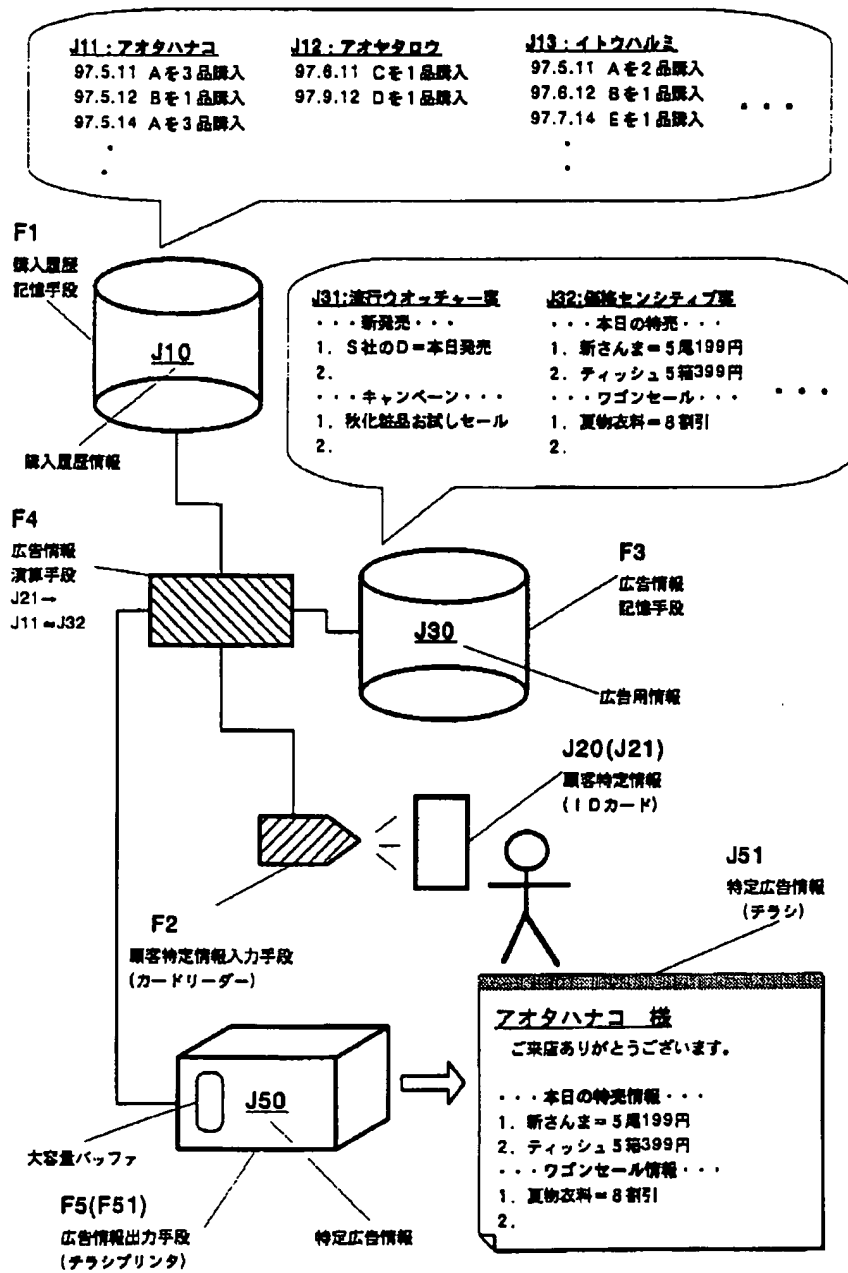 J11：アオタハナコ
97.5.11 Aを3品購入
97.5.12 Bを1品購入
97.5.14 Aを3品購入
・
・
J12：アオヤタロウ
97.6.11 Cを1品購入
97.9.12 Dを1品購入
J13：イトウハルミ
97.5.11 Aを2品購入
97.6.12 Bを1品購入
97.7.14 Eを1品購入
・
・
・・・
F1
購入履歴
記憶手段
J10
購入履歴情報
J31;流行ウオッチャー
・・・新発売・・・
1. S社のD＝本日発売
2.
・・・キャンペーン・・・
1. 秋化粧品お試しセール
2.
J32:価格センシティブ
・・・本日の特売・・・
1. 新さんま＝5尾199円
2. ティッシュ5箱399円
・・・ワゴンセール・・・
1. 夏物衣料＝8割引
2.
・・・
F4
広告情報
演算手段
J21→
J11≈J32
F3
広告情報
記憶手段
J30
広告用情報
J20(J21)
顧客特定情報
(IDカード)
F2
顧客特定情報入力手段
(カードリーダー)
J51
特定広告情報
(チラシ)
アオタハナコ 様
ご来店ありがとうございます。
・・・本日の特売情報・・・
1. 新さんま＝5尾199円
2. ティッシュ5箱399円
・・・ワゴンセール情報・・・
1. 夏物衣料＝8割引
2.
J50
大容量バッファ
F5(F51)
広告情報出力手段
(チラシプリンタ)
特定広告情報